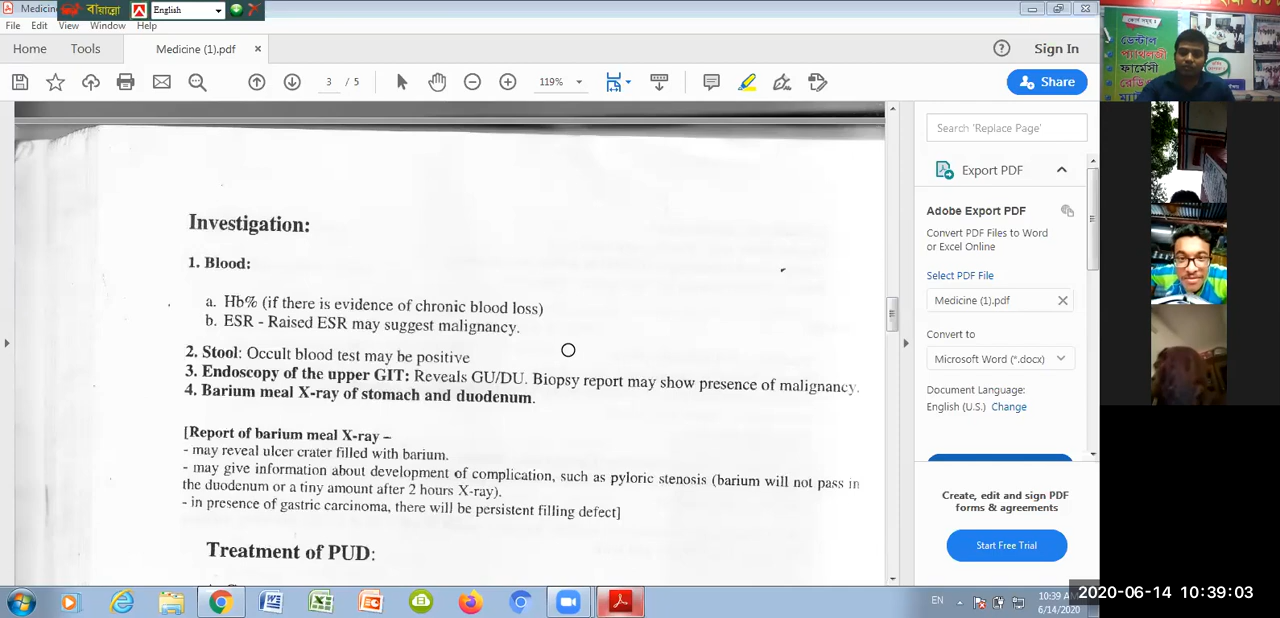 Medicin
বায়ান্নো
English
File Edit View Window Help
Home Tools Medicine (1).pdf × Sign In
3 / 5 119% Share
Investigation:
1. Blood:
a. Hb% (if there is evidence of chronic blood loss)
b. ESR - Raised ESR may suggest malignancy.
2. Stool: Occult blood test may be positive
3. Endoscopy of the upper GIT: Reveals GU/DU. Biopsy report may show presence of malignancy.
4. Barium meal X-ray of stomach and duodenum.
[Report of barium meal X-ray –
- may reveal ulcer crater filled with barium.
- may give information about development of complication, such as pyloric stenosis (barium will not pass in
the duodenum or a tiny amount after 2 hours X-ray).
- in presence of gastric carcinoma, there will be persistent filling defect]
Treatment of PUD:
Search 'Replace Page'
Export PDF
Adobe Export PDF
Convert PDF Files to Word
or Excel Online
Select PDF File
Medicine (1).pdf
Convert to
Microsoft Word (*.docx)
Document Language:
English (U.S.) Change
Create, edit and sign PDF
forms & agreements
Start Free Trial
ডেন্টাল
প্যাথলজী
ফার্মেসী
EN
10:39 AM
6/14/2020
2020-06-14 10:39:03